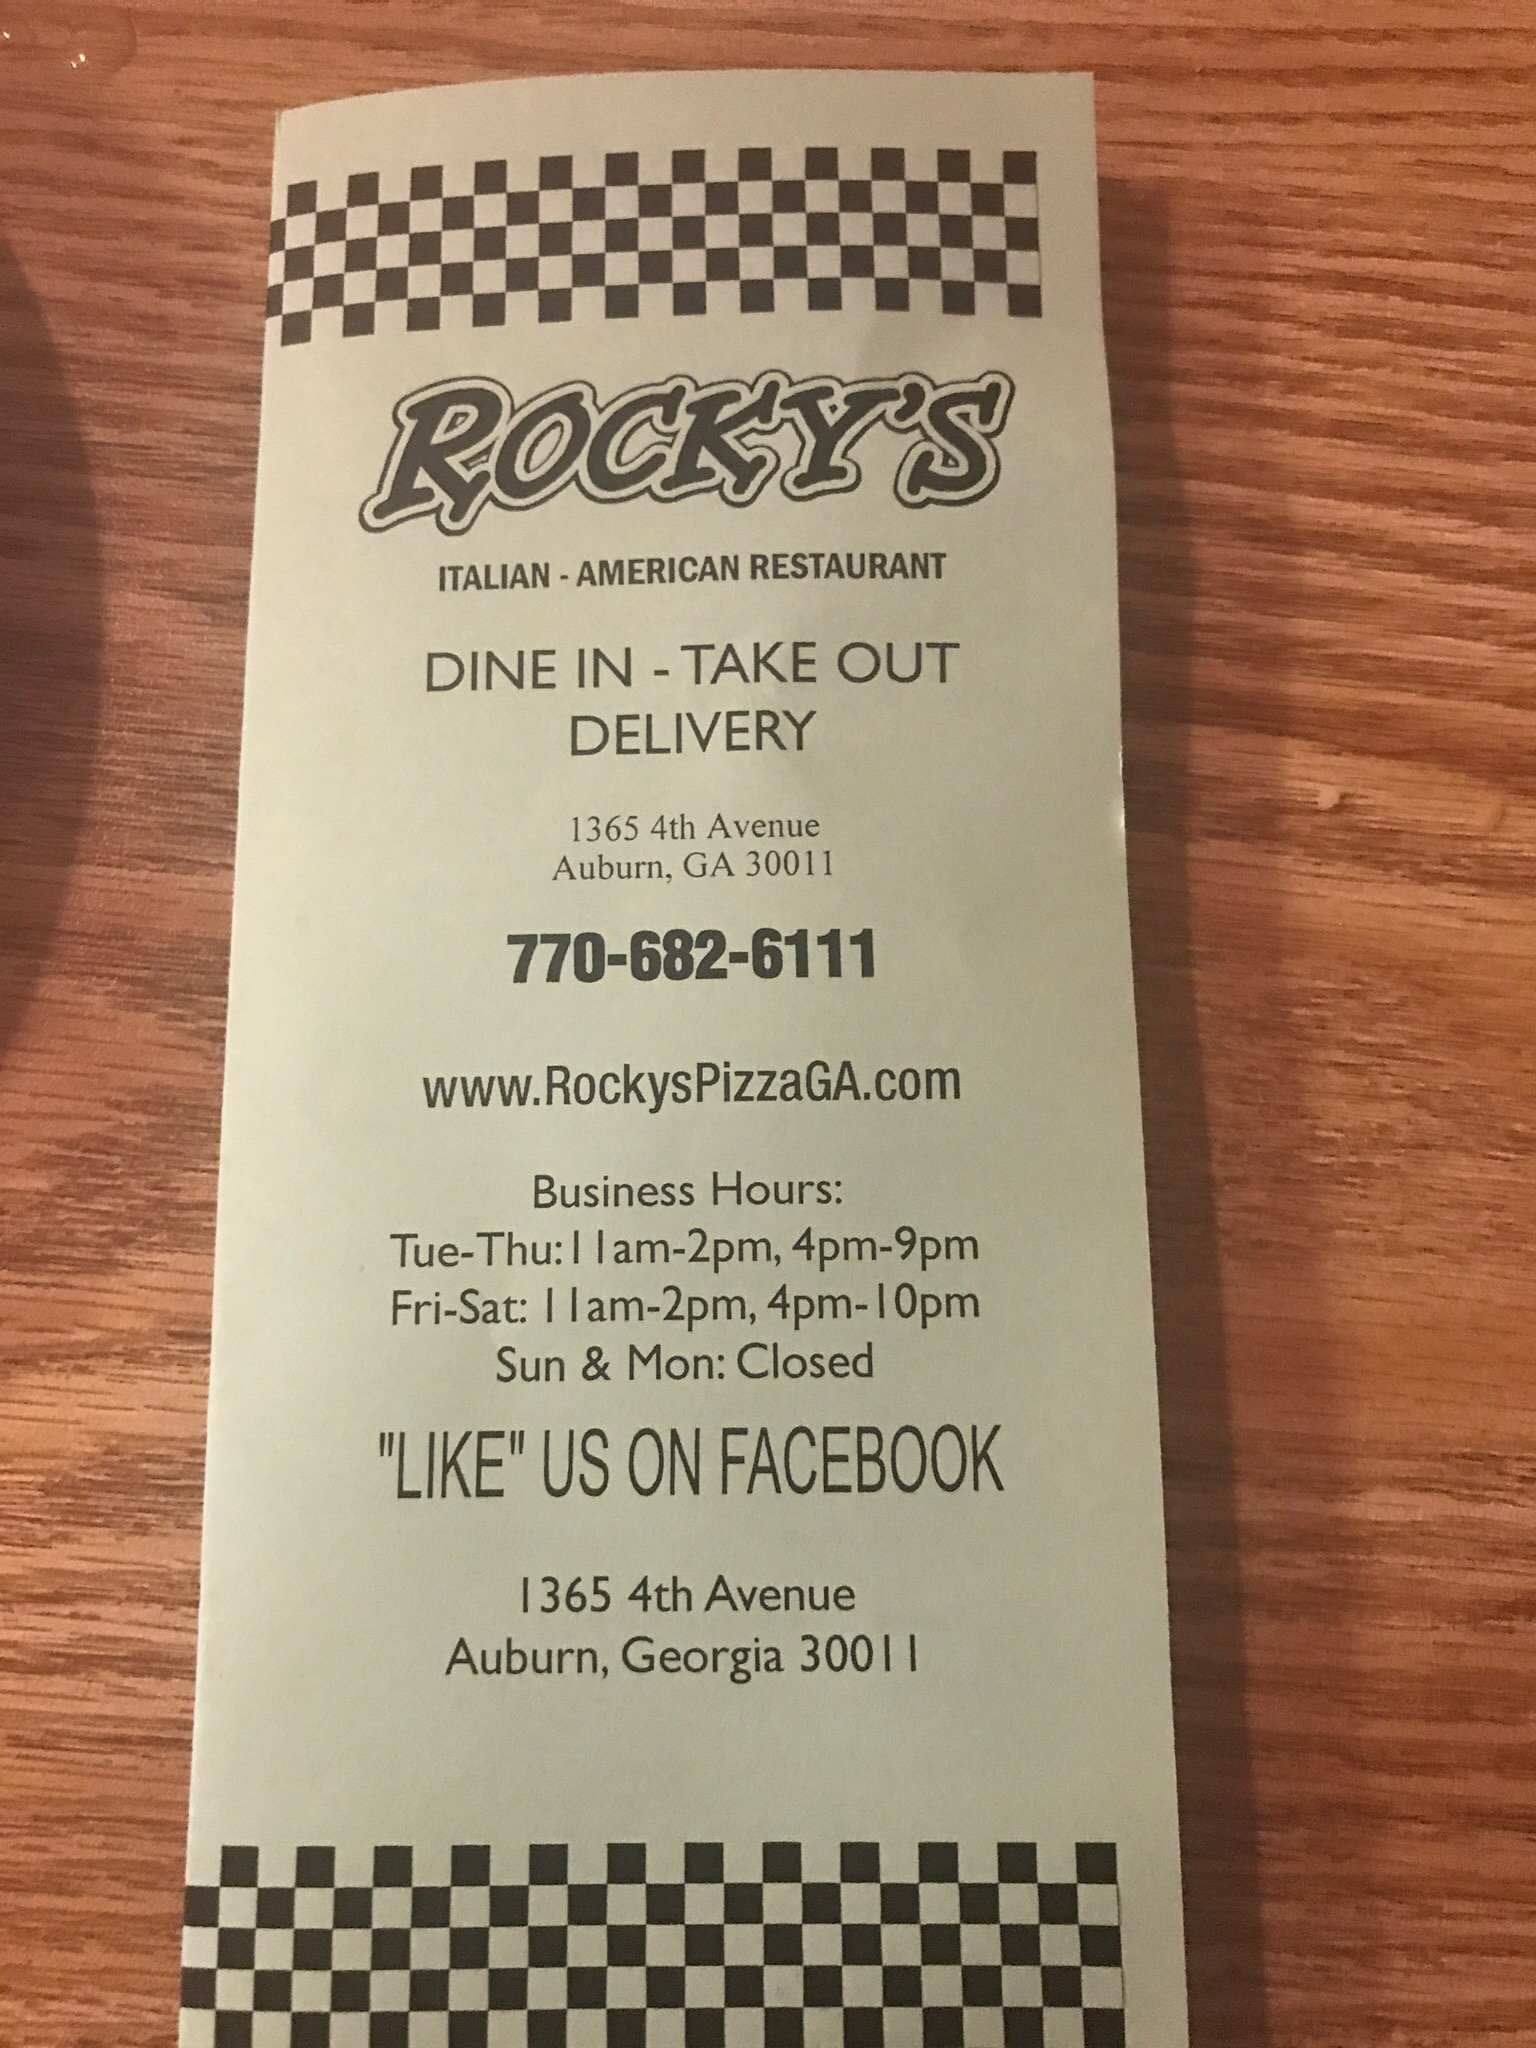 ROCKY'S
ITALIAN - AMERICAN RESTAURANT
DINE IN - TAKE OUT
DELIVERY
1365 4th Avenue
Auburn, GA 30011
770-682-6111
www.RockysPizzaGA.com
Business Hours:
Tue-Thu: 11am-2pm, 4pm-9pm
Fri-Sat: 11am-2pm, 4pm-10pm
Sun & Mon: Closed
"LIKE" US ON FACEBOOK
1365 4th Avenue
Auburn, Georgia 30011